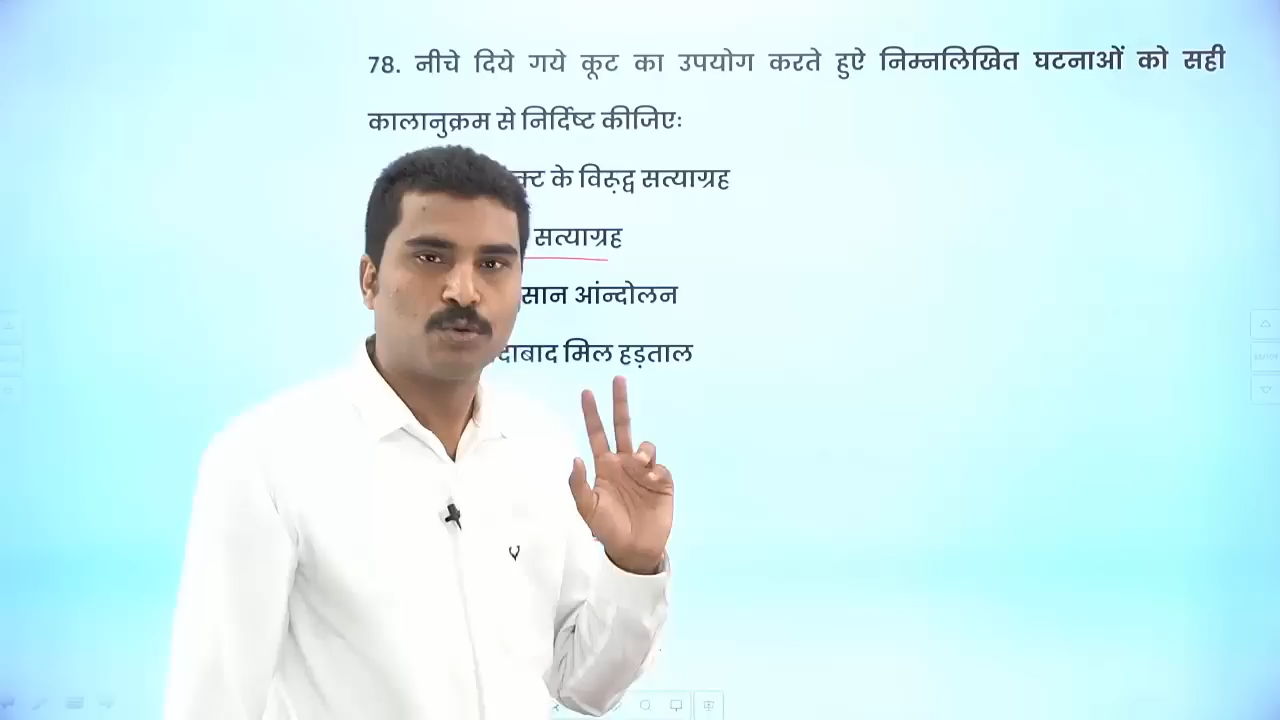 78. नीचे दिये गये कूट का उपयोग करते हुऐ निम्नलिखित घटनाओं को सही
कालानुक्रम से निर्दिष्ट कीजिएः
के विरूद्व सत्याग्रह
सत्याग्रह
आंन्दोलन
मिल हड़ताल